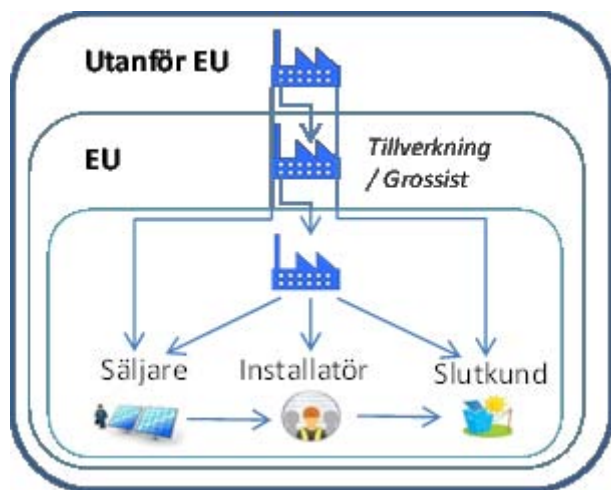 Utanför EU
EU
Tillverkning
/ Grossist
Säljare
Installatör
Slutkund